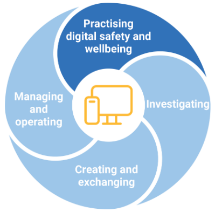 Practising
digital safety and
wellbeing
Managing
and
operating
Investigating
Creating and
exchanging